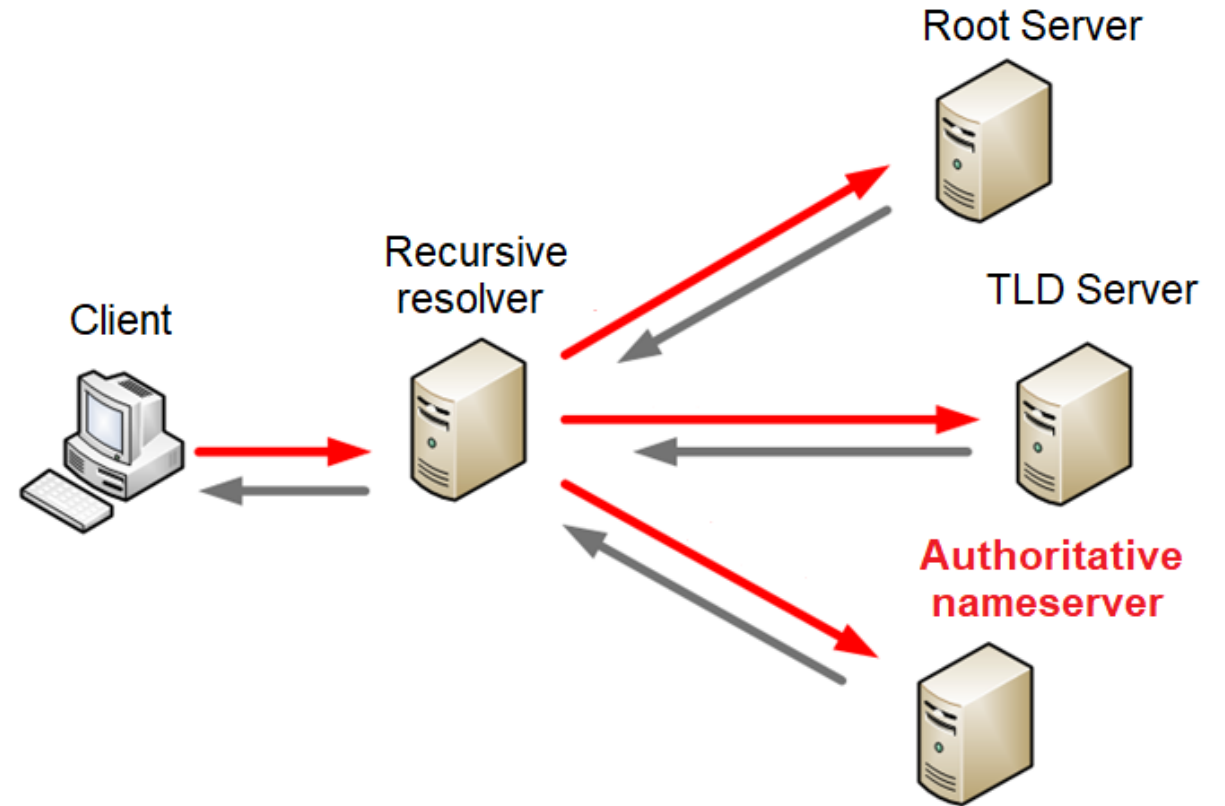 Root Server
Recursive
resolver
TLD Server
Client
Authoritative
nameserver